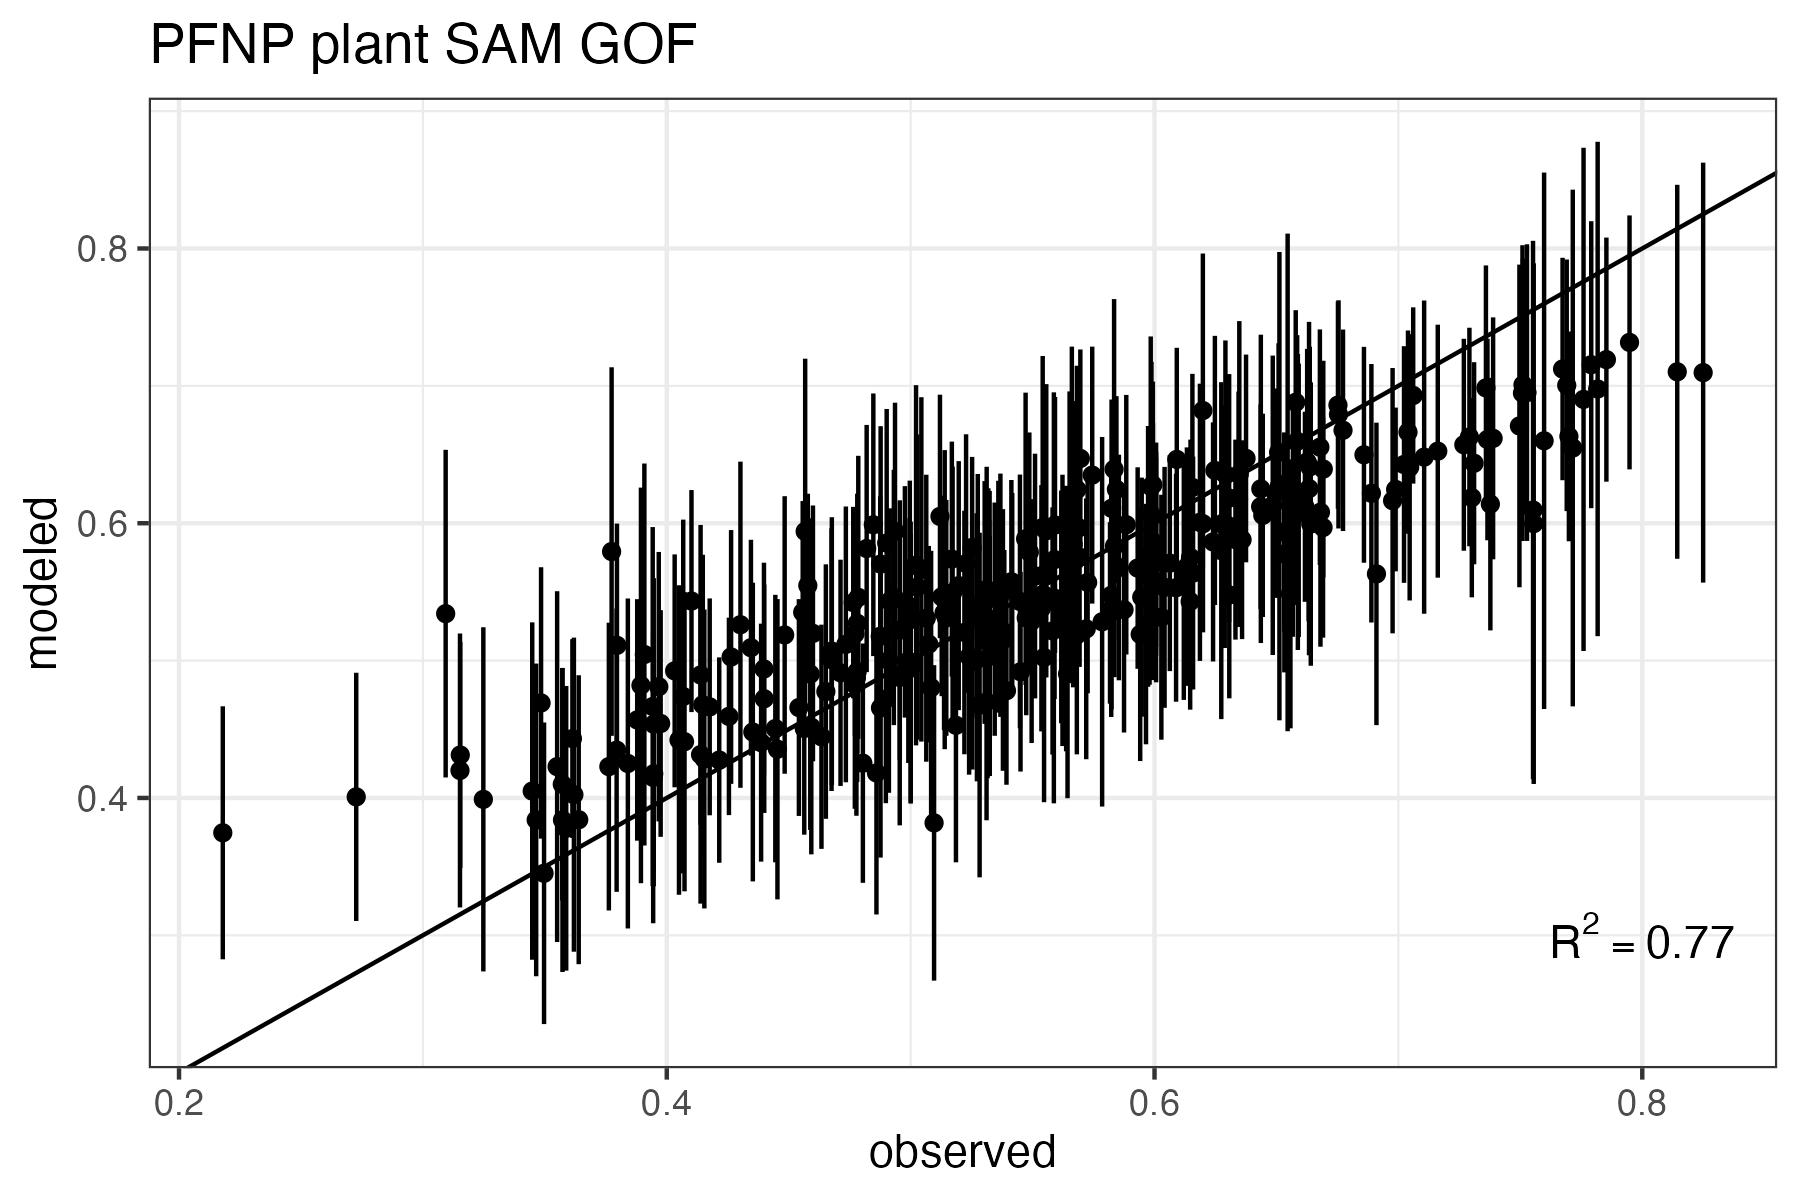 PFNP plant SAM GOF
modeled
0.8
0.6
0.4
R² = 0.77
0.2 0.4 0.6 0.8
observed